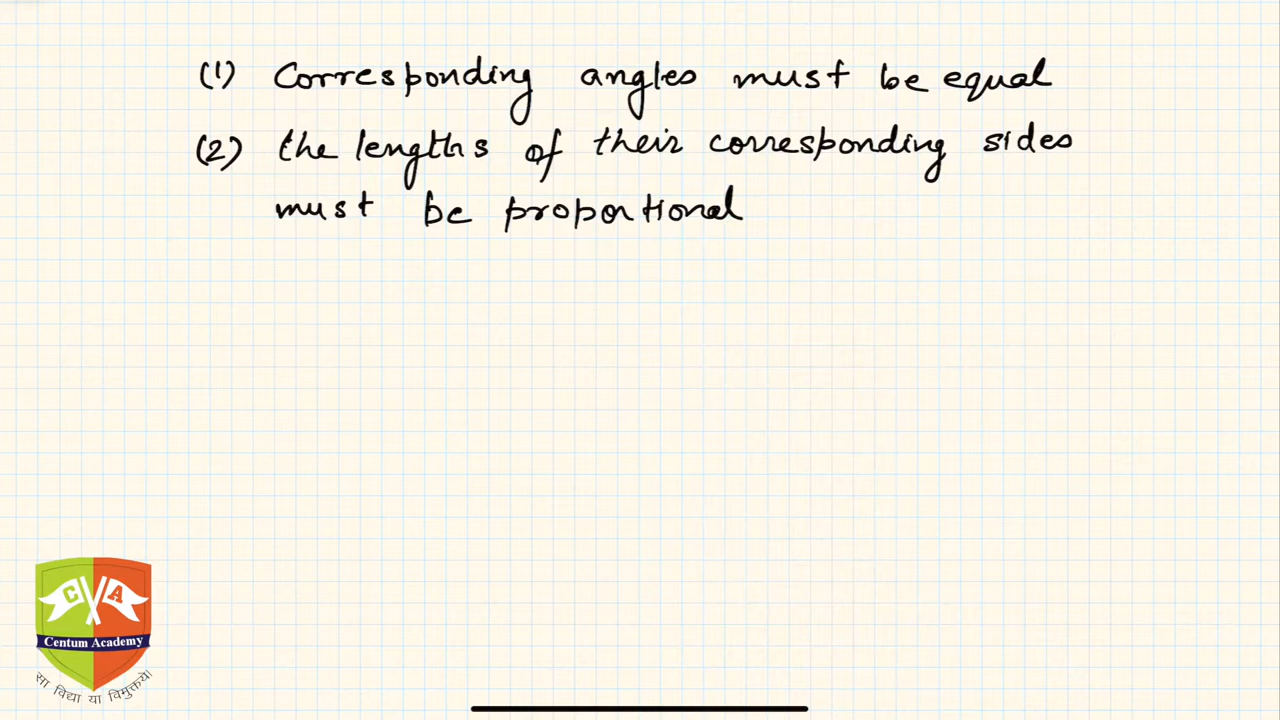 (1) Corresponding angles must be equal
(2) the lengths of their corresponding sides
must be proportional
C A
Centum Academy
सा विद्या या विमुक्तये।